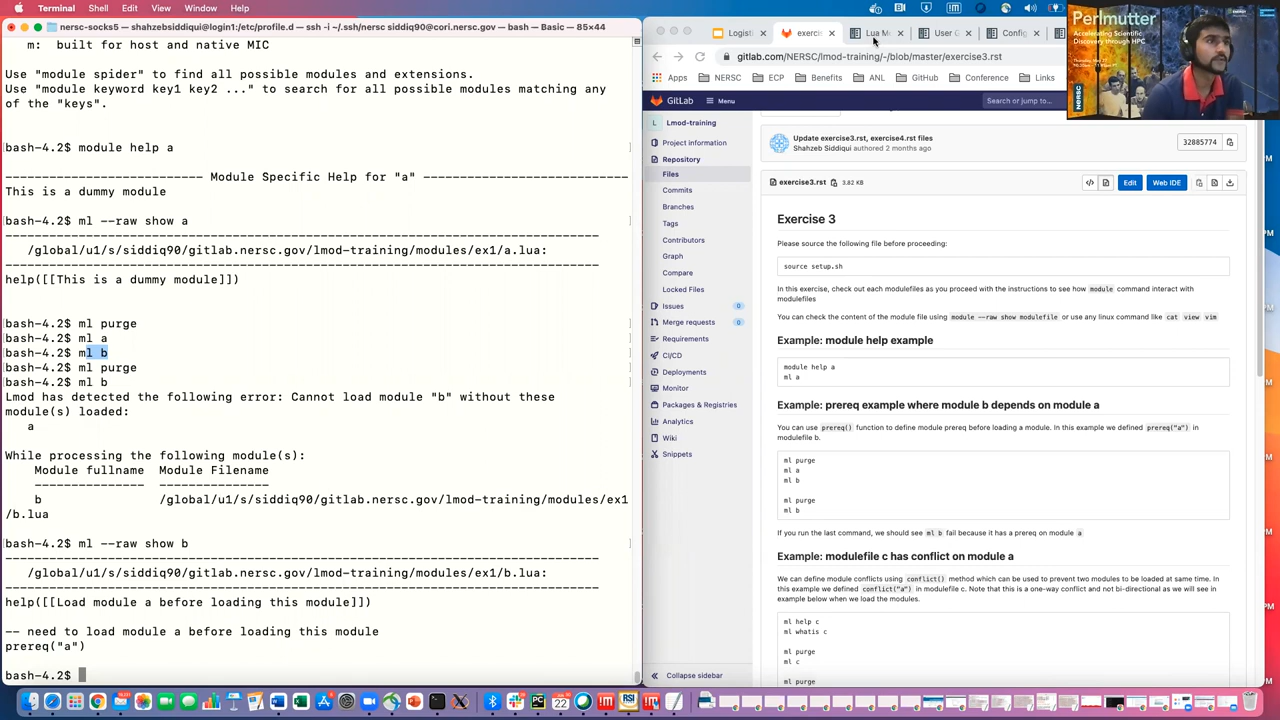 nersc-socks5 — shahzebsiddiqui@login1:/etc/profile.d — ssh -i ~/.ssh/nersc siddiq90@cori.nersc.gov — bash — Basic — 85×44
m:  built for host and native MIC
Use "module spider" to find all possible modules and extensions.
Use "module keyword key1 key2 ..." to search for all possible modules matching any
of the "keys".
bash-4.2$ module help a
---------------------------- Module Specific Help for "a" -----------------------------
This is a dummy module
bash-4.2$ ml --raw show a
/global/u1/s/siddiq90/gitlab.nersc.gov/lmod-training/modules/ex1/a.lua:
help([[This is a dummy module]])
bash-4.2$ ml purge
bash-4.2$ ml a
bash-4.2$ ml b
bash-4.2$ ml purge
bash-4.2$ ml b
Lmod has detected the following error: Cannot load module "b" without these
module(s) loaded:
a
While processing the following module(s):
Module fullname  Module Filename
---------------  ---------------
b                /global/u1/s/siddiq90/gitlab.nersc.gov/lmod-training/modules/ex1
/b.lua
bash-4.2$ ml --raw show b
/global/u1/s/siddiq90/gitlab.nersc.gov/lmod-training/modules/ex1/b.lua:
help([[Load module a before loading this module]])
-- need to load module a before loading this module
prereq("a")
bash-4.2$
Logist
exerci
Lua M
User G
Config
gitlab.com/NERSC/lmod-training/-/blob/master/exercise3.rst
Apps
NERSC
ECP
Benefits
ANL
GitHub
Conference
Links
Perlmutter
Accelerating Scientific
Discovery through HPC
NERSC
GitLab
Menu
Search or jump to...
L
Lmod-training
Project information
Repository
Files
Commits
Branches
Tags
Contributors
Graph
Compare
Locked Files
Issues
0
Merge requests
0
Requirements
CI/CD
Deployments
Monitor
Packages & Registries
Analytics
Wiki
Snippets
Collapse sidebar
Update exercise3.rst, exercise4.rst files
Shahzeb Siddiqui authored 2 months ago
32885774
exercise3.rst
3.82 KB
Edit
Web IDE
Exercise 3
Please source the following file before proceeding:
source setup.sh
In this exercise, check out each modulefiles as you proceed with the instructions to see how module command interact with
modulefiles
You can check the content of the module file using module --raw show modulefile or use any linux command like cat view vim
Example: module help example
module help a
ml a
Example: prereq example where module b depends on module a
You can use prereq() function to define module prereq before loading a module. In this example we defined prereq("a") in
modulefile b.
ml purge
ml a
ml b
ml purge
ml b
If you run the last command, we should see ml b fail because it has a prereq on module a
Example: modulefile c has conflict on module a
We can define module conflicts using conflict() method which can be used to prevent two modules to be loaded at same time. In
this example we defined conflict("a") in modulefile c. Note that this is a one-way conflict and not bi-directional as we will see in
example below when we load the modules.
ml help c
ml whatis c
ml purge
ml c
ml purge